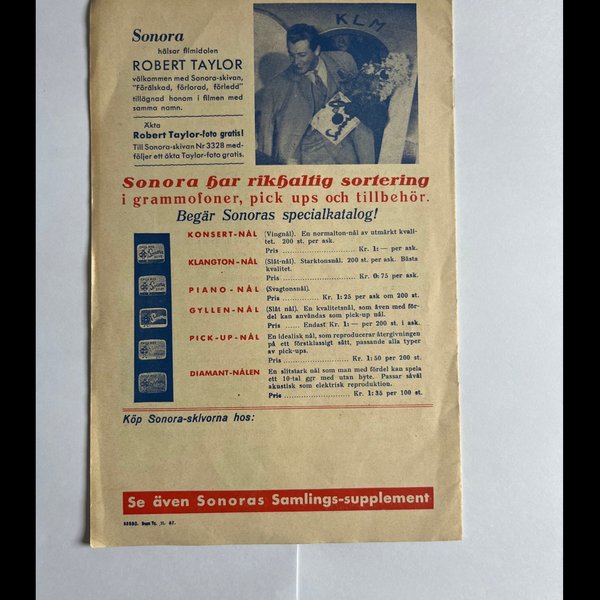 Sonora
hälsar filmidolen
ROBERT TAYLOR
välkommen med Sonora-skivan,
"Förälskad, förlorad, förledd"
tillägnad honom i filmen med
samma namn.
Äkta
Robert Taylor-foto gratis!
Till Sonora-skivan Nr 3328 med-
följer ett äkta Taylor-foto gratis.
KLM
Sonora har rikhaltig sortering
i grammofoner, pick ups och tillbehör.
Begär Sonoras specialkatalog!
KONSERT-NÅL (Vingnål). En normalton-nål av utmärkt kvali-
tet. 200 st. per ask.
Pris ........................ Kr. 1: — per ask.
KLANGTON-NÅL (Slät-nål). Starktonsnål. 200 st. per ask. Bästa
kvalitet.
Pris ........................ Kr. 0: 75 per ask.
PIANO-NÅL (Svagtonsnål).
Pris ............ Kr. 1: 25 per ask om 200 st.
GYLLEN-NÅL (Slät nål). En kvalitetsnål, som även med för-
del kan användas som pick-up nål.
Pris ..... Endast Kr. 1: — per 200 st. i ask.
PICK-UP-NÅL En idealisk nål, som reproducerar återgivningen
på ett förstklassigt sätt, passande alla typer
av pick-ups.
Pris ........................ Kr. 1: 50 per 200 st.
DIAMANT-NÅLEN En slitstark nål som man med fördel kan spela
ett 10-tal ggr med utan byte. Passar såväl
akustisk som elektrisk reproduktion.
Pris ...................... Kr. 1: 35 per 100 st.
Köp Sonora-skivorna hos:
Se även Sonoras Samlings-supplement